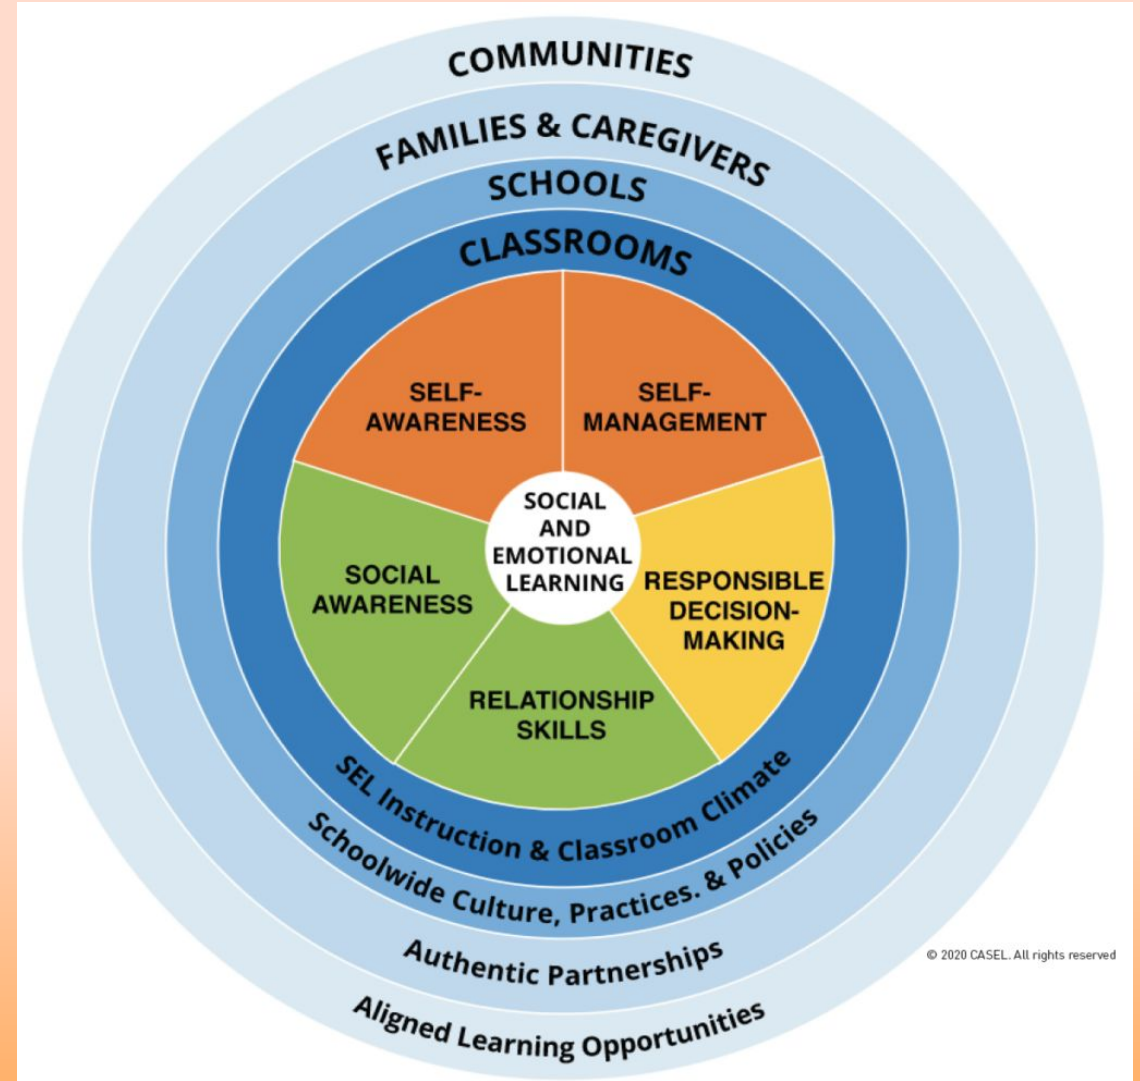 COMMUNITIES
FAMILIES & CAREGIVERS
SCHOOLS
CLASSROOMS
SELF-
AWARENESS
SELF-
MANAGEMENT
SOCIAL
AND
EMOTIONAL
LEARNING
SOCIAL
AWARENESS
RESPONSIBLE
DECISION-
MAKING
RELATIONSHIP
SKILLS
SEL Instruction & Classroom Climate
Schoolwide Culture, Practices. & Policies
Authentic Partnerships
Aligned Learning Opportunities
© 2020 CASEL. All rights reserved